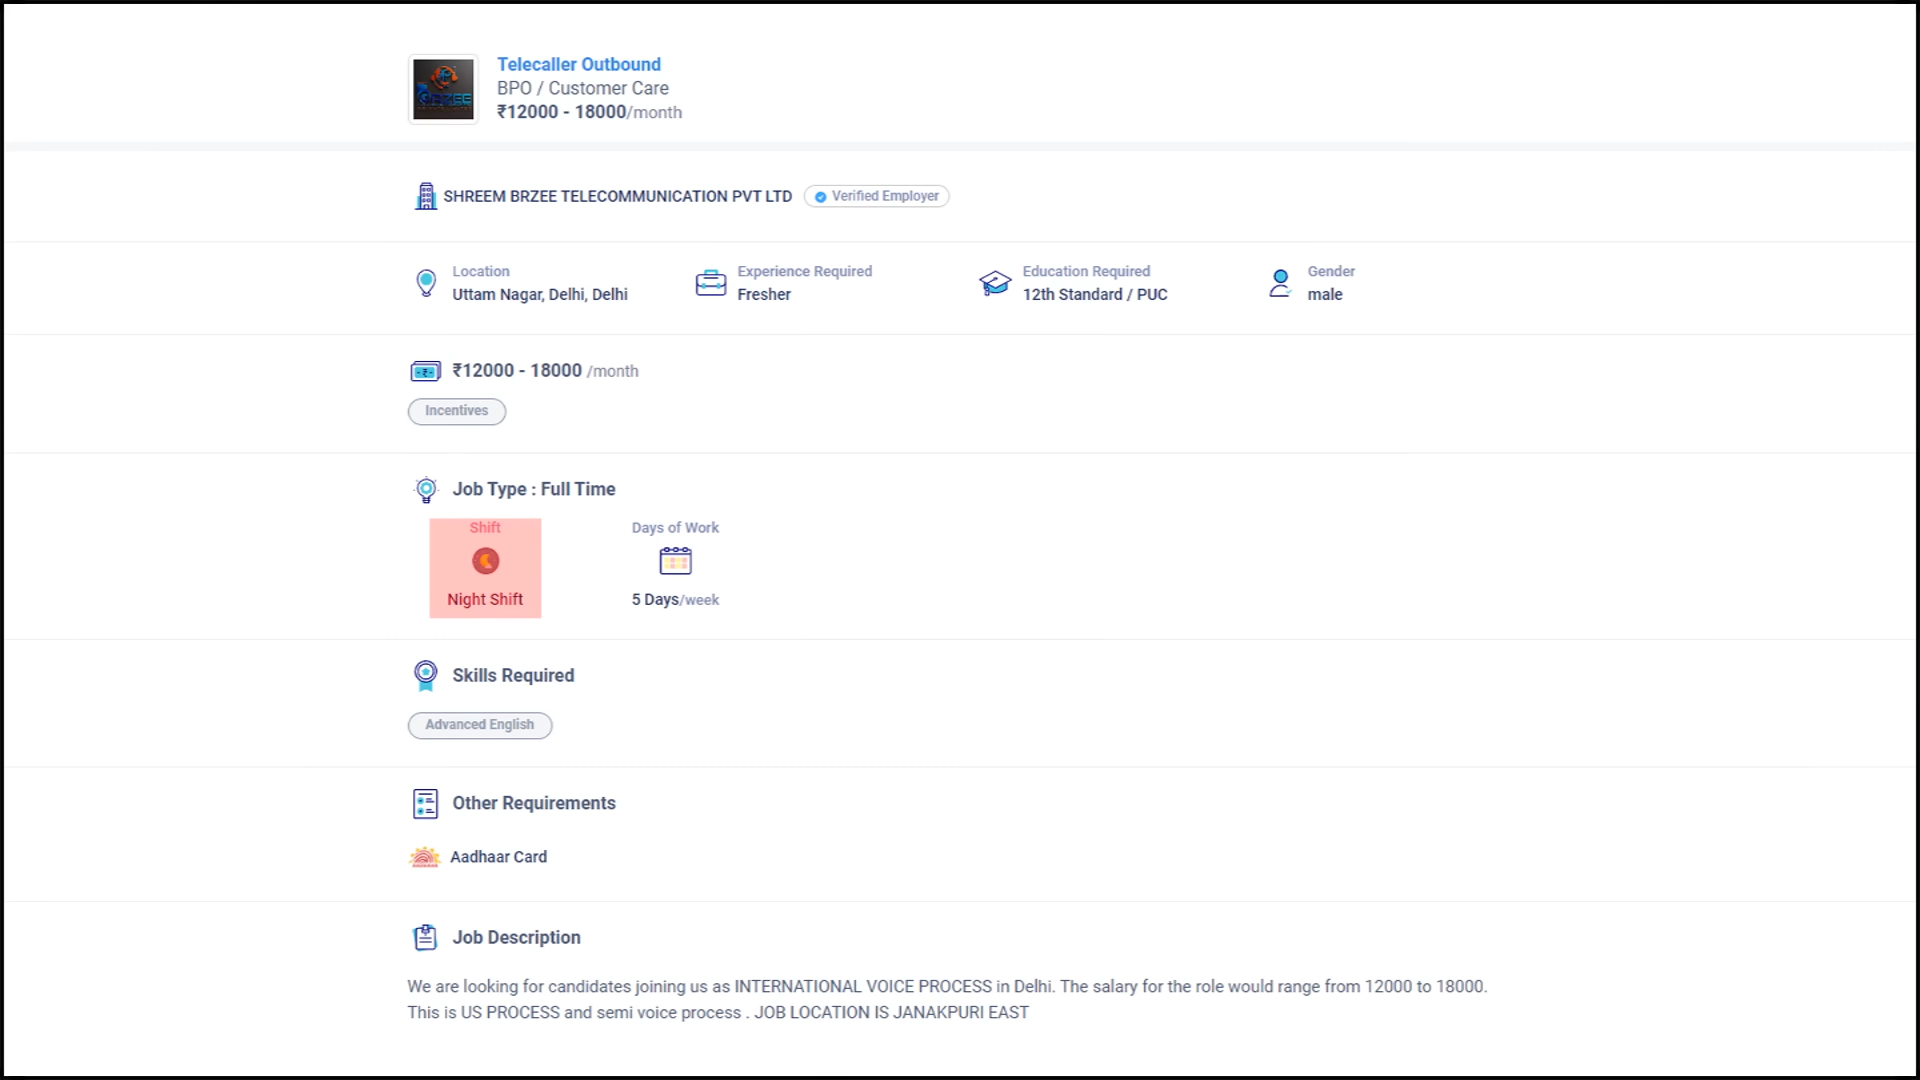 Telecaller Outbound
BPO / Customer Care
₹12000 - 18000/month
SHREEM BRZEE TELECOMMUNICATION PVT LTD
Verified Employer
Location
Uttam Nagar, Delhi, Delhi
Experience Required
Fresher
Education Required
12th Standard / PUC
Gender
male
₹12000 - 18000 /month
Incentives
Job Type : Full Time
Shift
Night Shift
Days of Work
5 Days/week
Skills Required
Advanced English
Other Requirements
Aadhaar Card
Job Description
We are looking for candidates joining us as INTERNATIONAL VOICE PROCESS in Delhi. The salary for the role would range from 12000 to 18000.
This is US PROCESS and semi voice process . JOB LOCATION IS JANAKPURI EAST